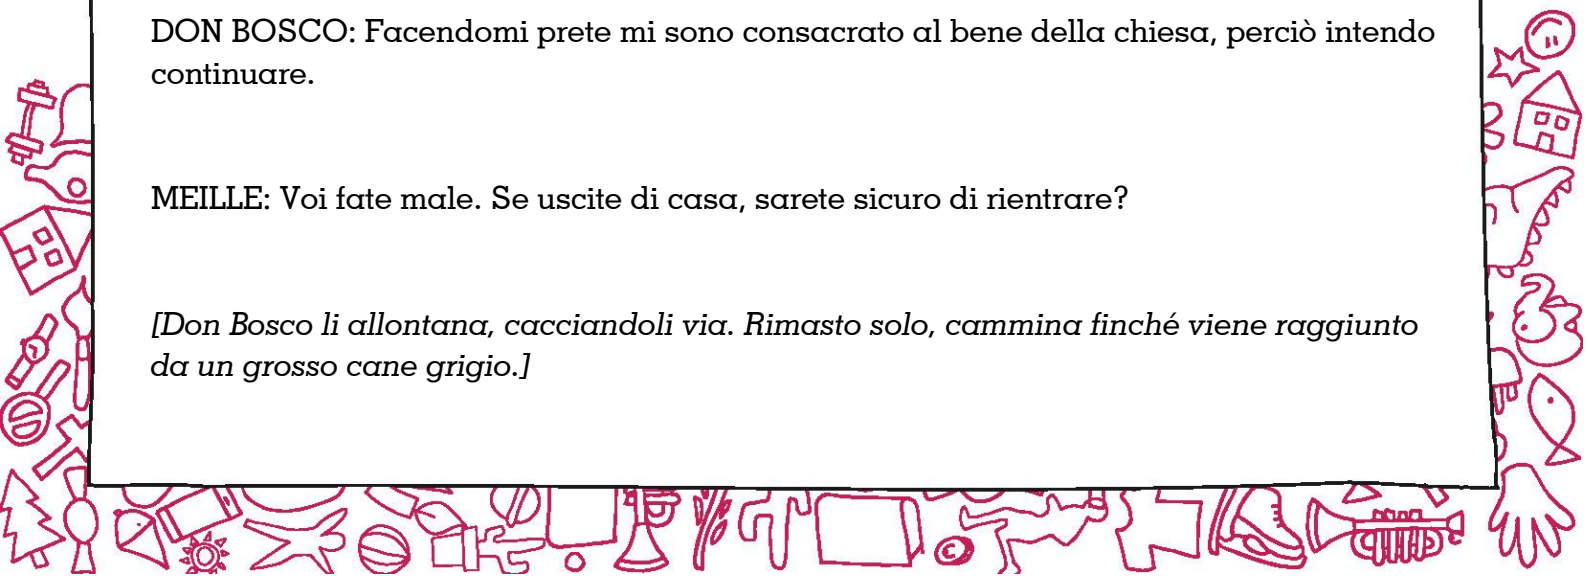 DON BOSCO: Facendomi prete mi sono consacrato al bene della chiesa, perciò intendo
continuare.
MEILLE: Voi fate male. Se uscite di casa, sarete sicuro di rientrare?
[Don Bosco li allontana, cacciandoli via. Rimasto solo, cammina finché viene raggiunto
da un grosso cane grigio.]